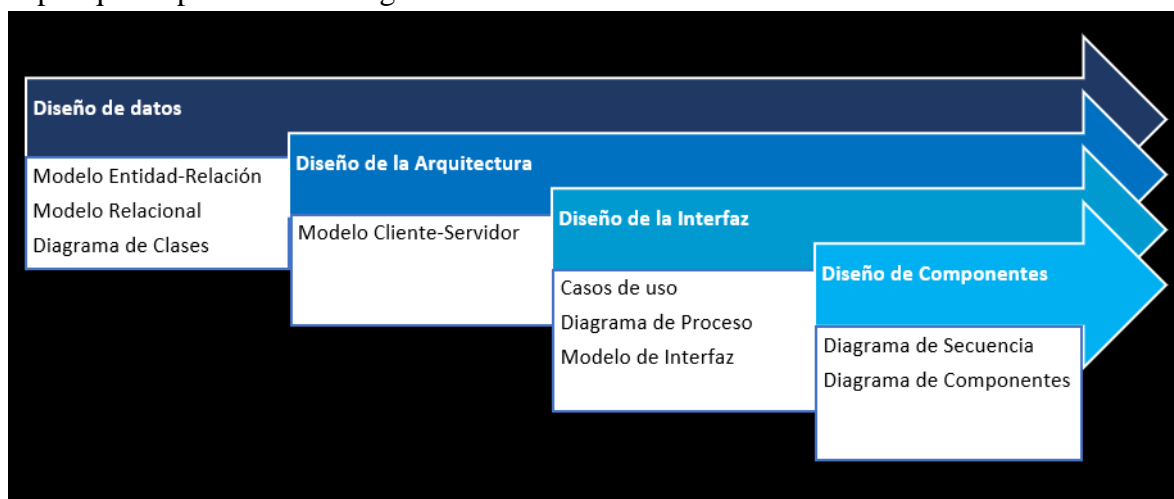 Diseño de datos
Modelo Entidad-Relación
Modelo Relacional
Diagrama de Clases
Diseño de la Arquitectura
Modelo Cliente-Servidor
Diseño de la Interfaz
Casos de uso
Diagrama de Proceso
Modelo de Interfaz
Diseño de Componentes
Diagrama de Secuencia
Diagrama de Componentes